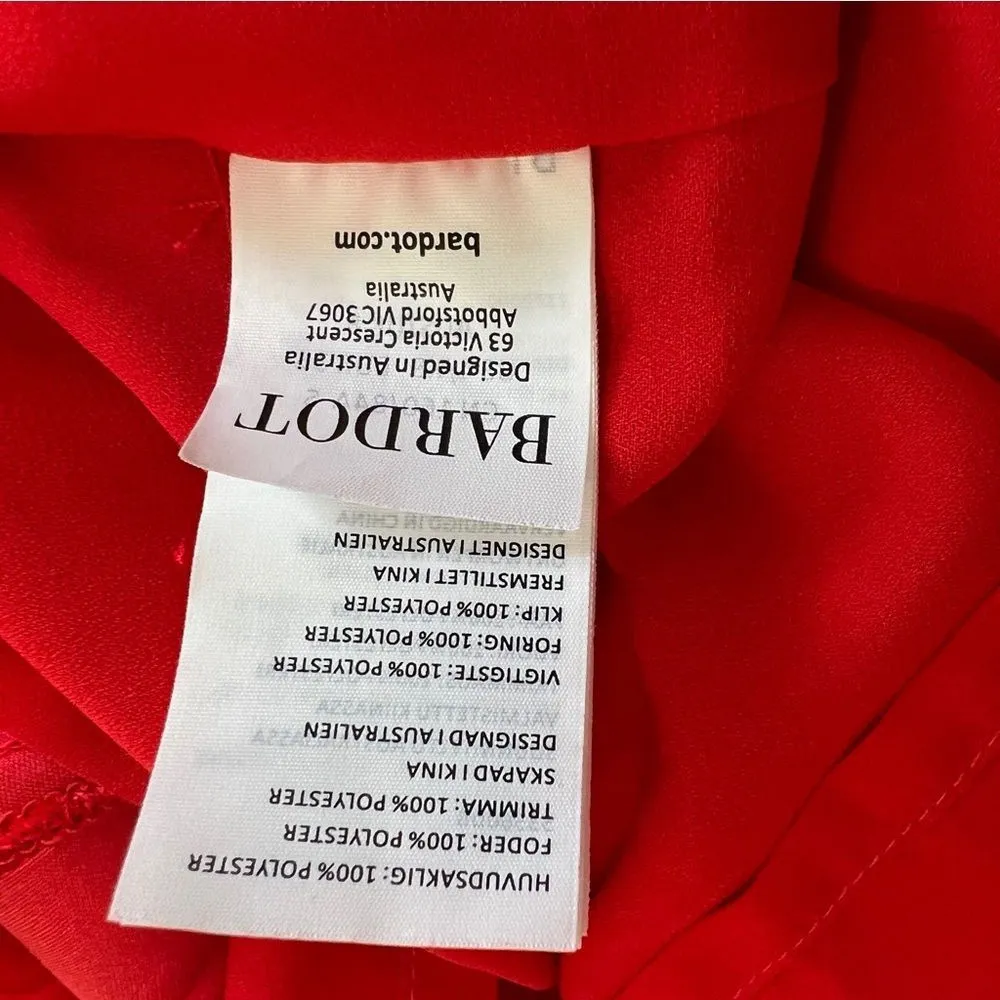 BARDOT
Designed In Australia
63 Victoria Crescent
Abbotsford VIC 3067
Australia
bardot.com
HUVUDSAKLIG: 100% POLYESTER
FODER: 100% POLYESTER
TRIMMA: 100% POLYESTER
SKAPAD I KINA
DESIGNAD I AUSTRALIEN
VIGTIGSTE: 100% POLYESTER
FORING: 100% POLYESTER
KLIP: 100% POLYESTER
FREMSTILLET I KINA
DESIGNET I AUSTRALIEN